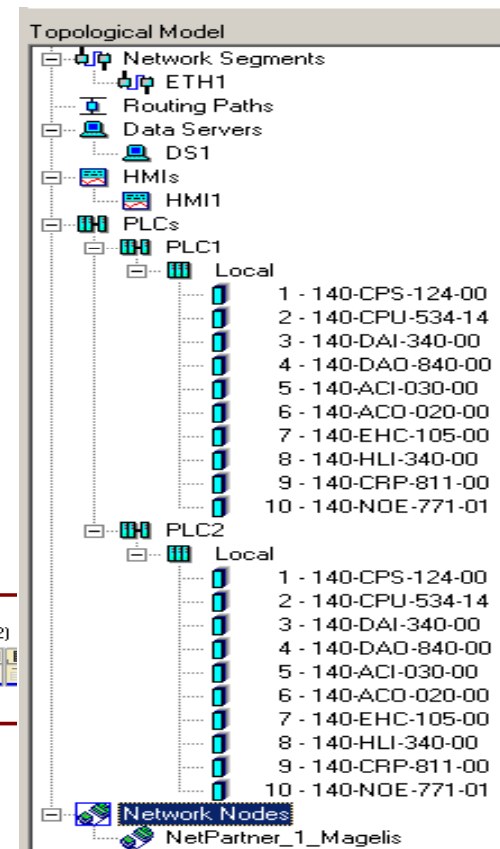 Topological Model
Network Segments
ETH1
Routing Paths
Data Servers
DS1
HMIs
HMI1
PLCs
PLC1
Local
1 - 140-CPS-124-00
2 - 140-CPU-534-14
3 - 140-DAI-340-00
4 - 140-DAO-840-00
5 - 140-ACI-030-00
6 - 140-ACO-020-00
7 - 140-EHC-105-00
8 - 140-HLI-340-00
9 - 140-CRP-811-00
10 - 140-NOE-771-01
PLC2
Local
1 - 140-CPS-124-00
2 - 140-CPU-534-14
2)
3 - 140-DAI-340-00
4 - 140-DAO-840-00
5 - 140-ACI-030-00
6 - 140-ACO-020-00
7 - 140-EHC-105-00
8 - 140-HLI-340-00
9 - 140-CRP-811-00
10 - 140-NOE-771-01
Network Nodes
NetPartner_1_Magelis